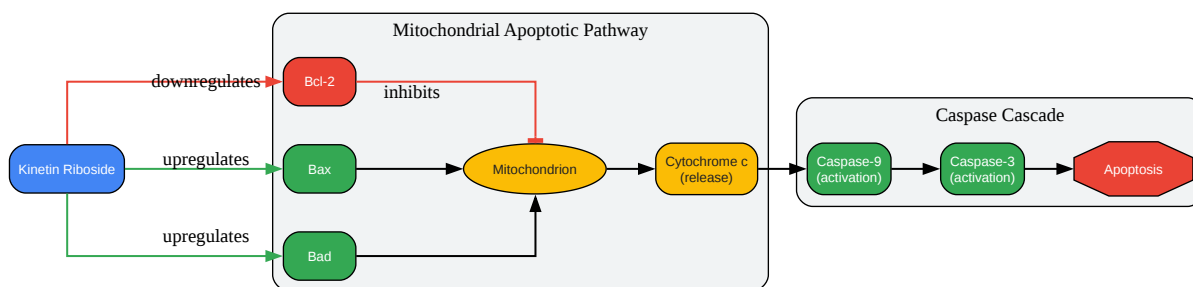 Mitochondrial Apoptotic Pathway
downregulates
Bcl-2
inhibits
Caspase Cascade
Kinetin Riboside
upregulates
Bax
Mitochondrion
Cytochrome c
(release)
Caspase-9
(activation)
Caspase-3
(activation)
Apoptosis
upregulates
Bad